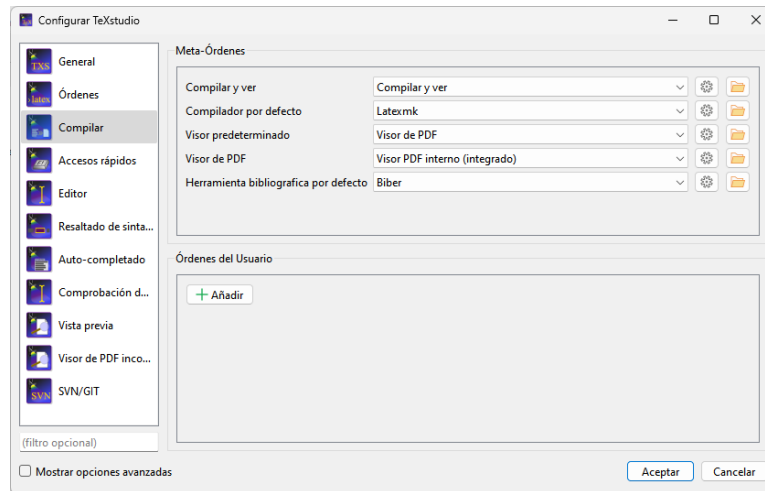 Configurar TeXstudio
General
Órdenes
Compilar
Accesos rápidos
Editor
Resaltado de sinta...
Auto-completado
Comprobación d...
Vista previa
Visor de PDF inco...
SVN/GIT
(filtro opcional)
Mostrar opciones avanzadas
Meta-Órdenes
Compilar y ver Compilar y ver
Compilador por defecto Latexmk
Visor predeterminado Visor de PDF
Visor de PDF Visor PDF interno (integrado)
Herramienta bibliografica por defecto Biber
Órdenes del Usuario
Añadir
Aceptar Cancelar